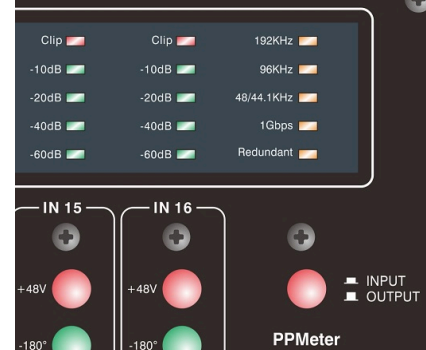 Clip Clip 192KHz
-10dB -10dB 96KHz
-20dB -20dB 48/44.1KHz
-40dB -40dB 1Gbps
-60dB -60dB Redundant
IN 15 IN 16
+48V +48V INPUT
OUTPUT
-180° -180° PPMeter